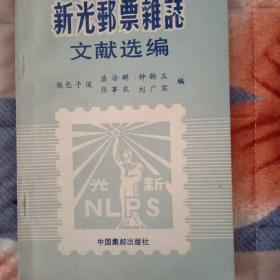 新光郵票雜誌
文献选编
张包子俊 居洽群 钟韵玉 编
张筝农 刘广实
光 新
NLPS
中国集邮出版社